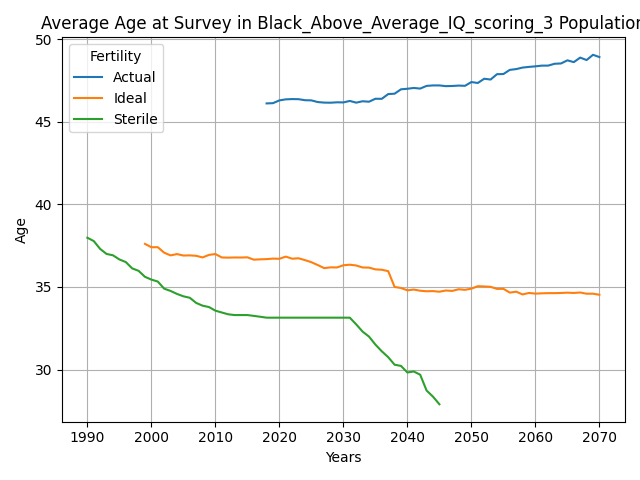 Average Age at Survey in Black_Above_Average_IQ_scoring_3 Population
Fertility
Actual
Ideal
Sterile
50
45
40
35
30
Age
1990 2000 2010 2020 2030 2040 2050 2060 2070
Years